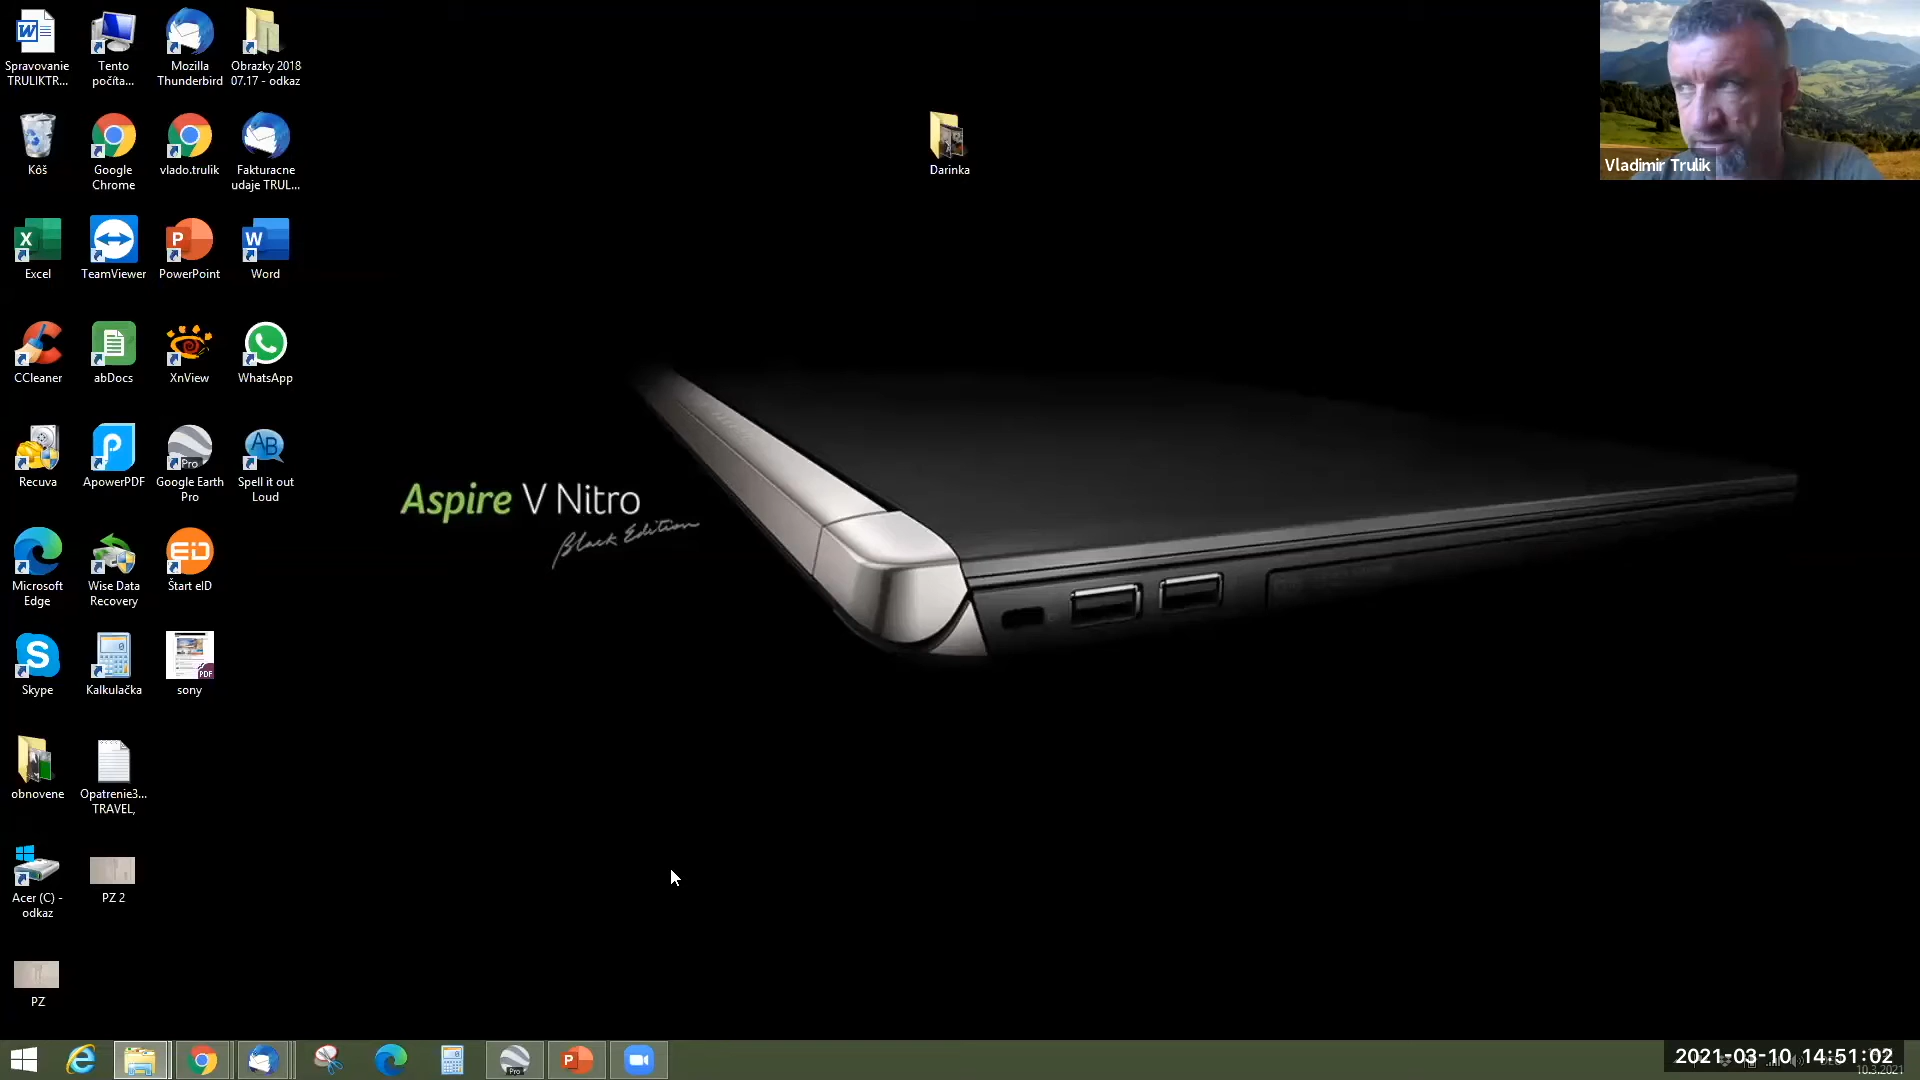 Spravovanie
TRULIKTR...
Tento
počíta...
Mozilla
Thunderbird
Obrazky 2018
07.17 - odkaz
Kôš
Google
Chrome
vlado.trulik
Fakturacne
udaje TRUL...
Darinka
Vladimir Trulik
Excel
TeamViewer
PowerPoint
Word
CCleaner
abDocs
XnView
WhatsApp
Recuva
ApowerPDF
Google Earth
Pro
Spell it out
Loud
Aspire V Nitro
Black Edition
Microsoft
Edge
Wise Data
Recovery
Štart eID
Skype
Kalkulačka
sony
obnovene
Opatrenie3...
TRAVEL,
Acer (C) -
odkaz
PZ 2
PZ
2021-03-10 14:51:02
10.3.2021